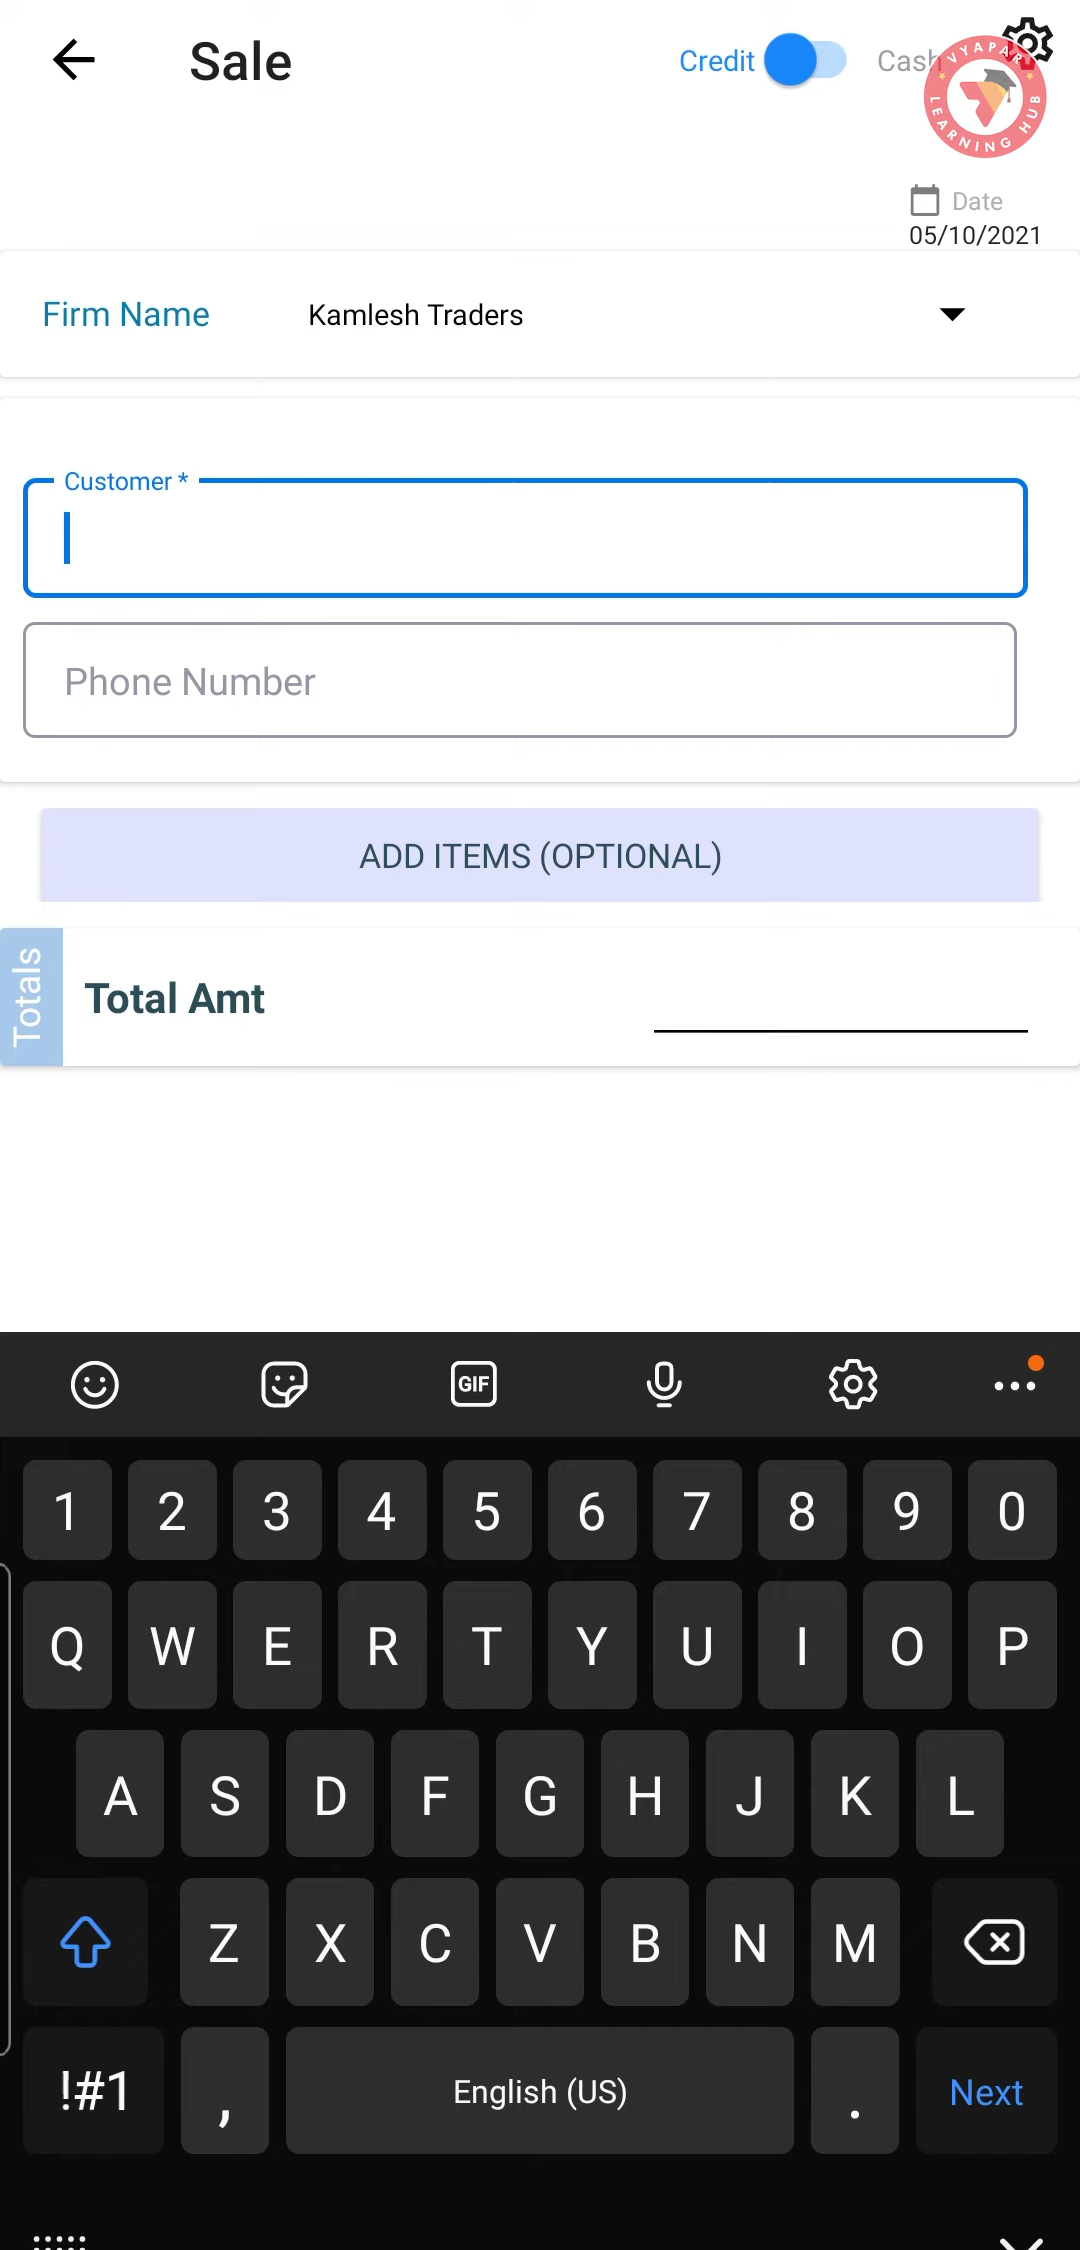 Sale
Credit
Cash
VYAPAR
LEARNING HUB
Date
05/10/2021
Firm Name
Kamlesh Traders
Customer *
Phone Number
ADD ITEMS (OPTIONAL)
Totals
Total Amt
GIF
1 2 3 4 5 6 7 8 9 0
Q W E R T Y U I O P
A S D F G H J K L
Z X C V B N M
!#1 , English (US) . Next